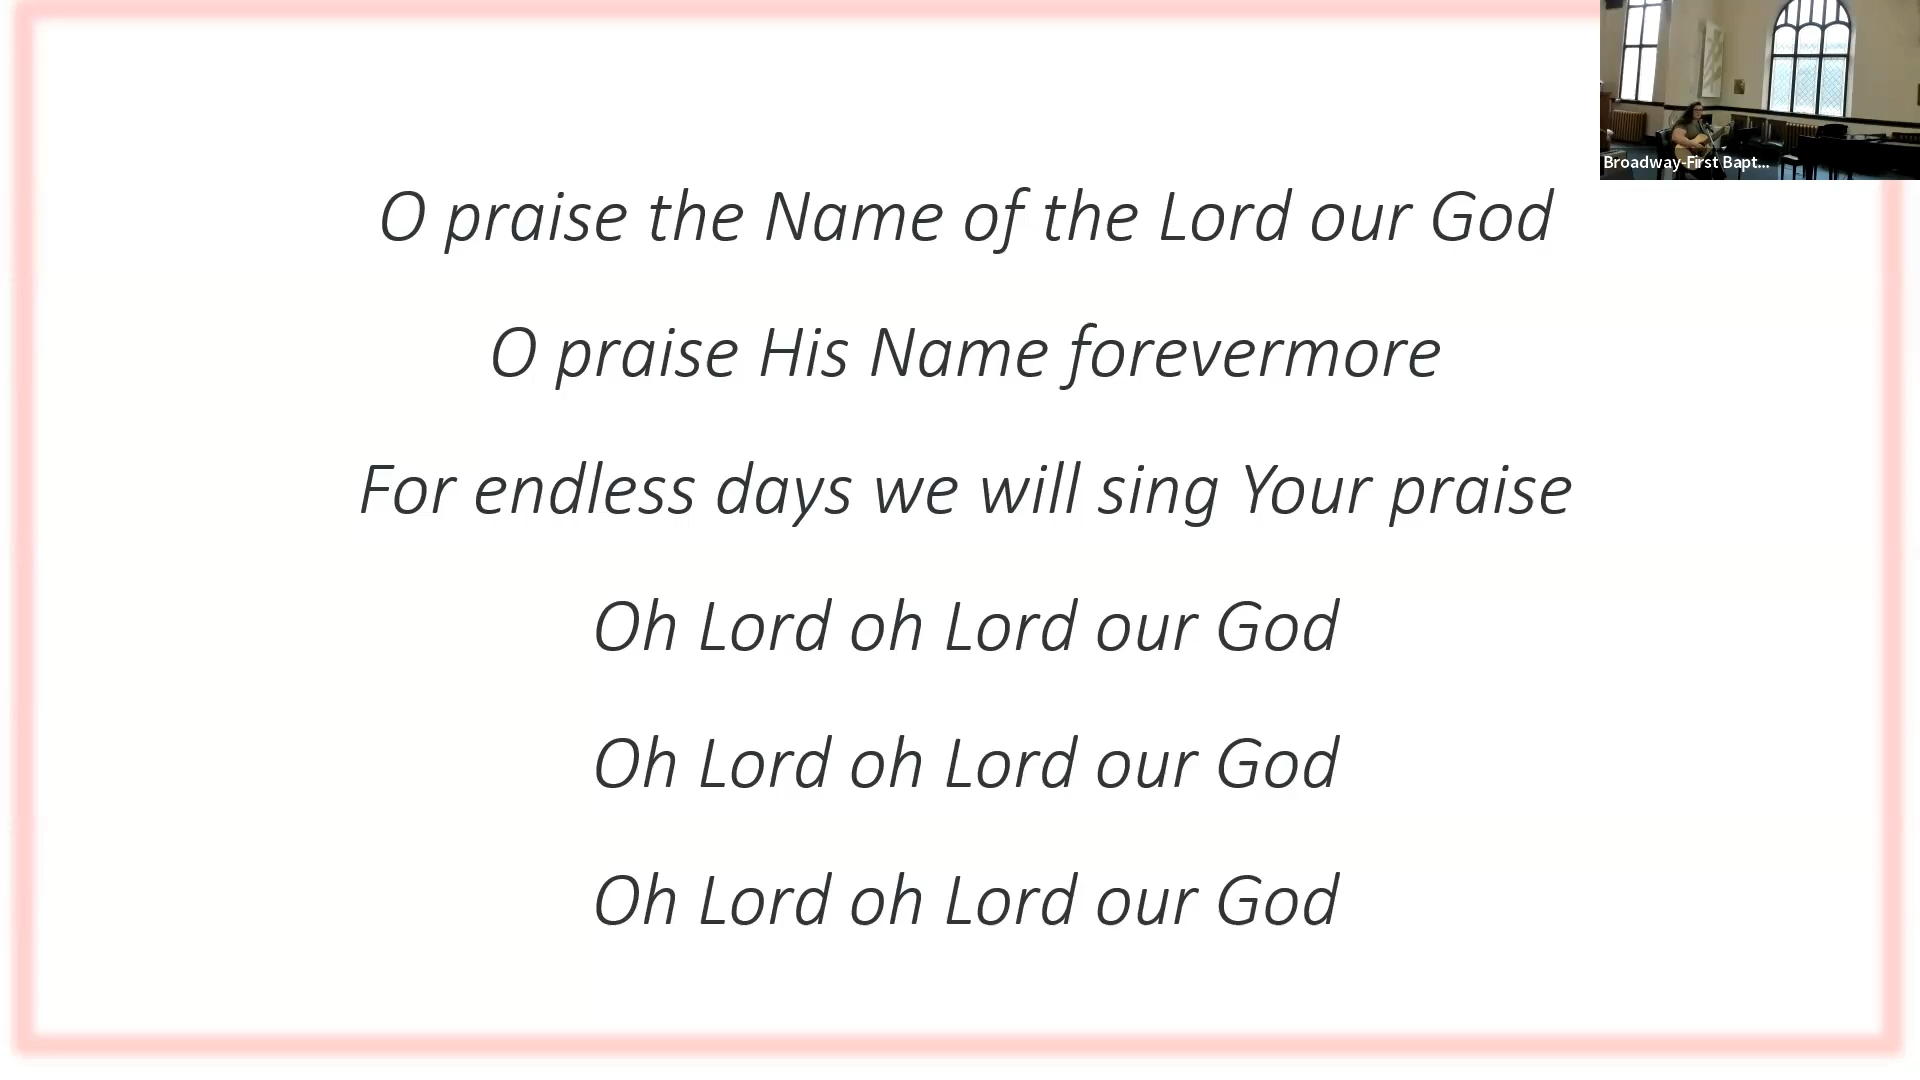 O praise the Name of the Lord our God
O praise His Name forevermore
For endless days we will sing Your praise
Oh Lord oh Lord our God
Oh Lord oh Lord our God
Oh Lord oh Lord our God
Broadway-First Bapt...